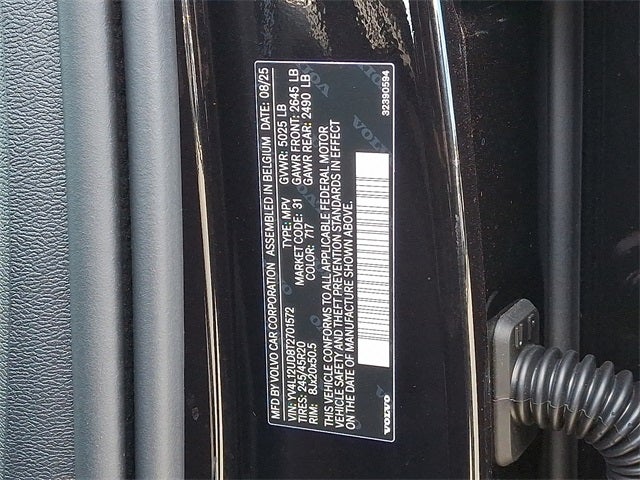 MFD BY VOLVO CAR CORPORATION ASSEMBLED IN BELGIUM DATE: 08/25
VIN: YV4L12UD8T2701572 TYPE: MPV GVWR: 5025 LB
TIRES: 245/45R20 MARKET CODE: 31 GAWR FRONT: 2645 LB
RIM: 8Jx20x50.5 COLOR: 717 GAWR REAR: 2490 LB
THIS VEHICLE CONFORMS TO ALL APPLICABLE FEDERAL MOTOR
VEHICLE SAFETY AND THEFT PREVENTION STANDARDS IN EFFECT
ON THE DATE OF MANUFACTURE SHOWN ABOVE.
VOLVO
32390594